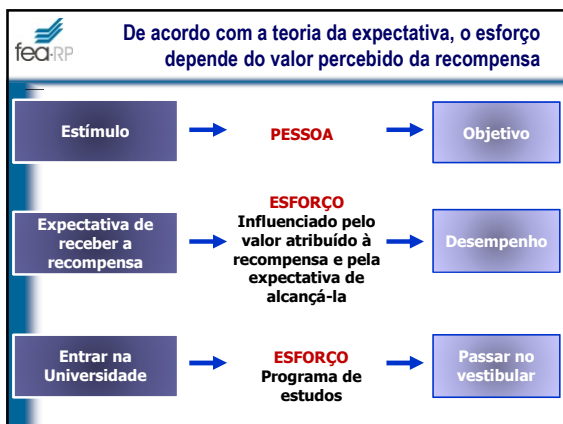 fea-RP
De acordo com a teoria da expectativa, o esforço
depende do valor percebido da recompensa
Estímulo
PESSOA
Objetivo
Expectativa de
receber a
recompensa
ESFORÇO
Influenciado pelo
valor atribuído à
recompensa e pela
expectativa de
alcançá-la
Desempenho
Entrar na
Universidade
ESFORÇO
Programa de
estudos
Passar no
vestibular